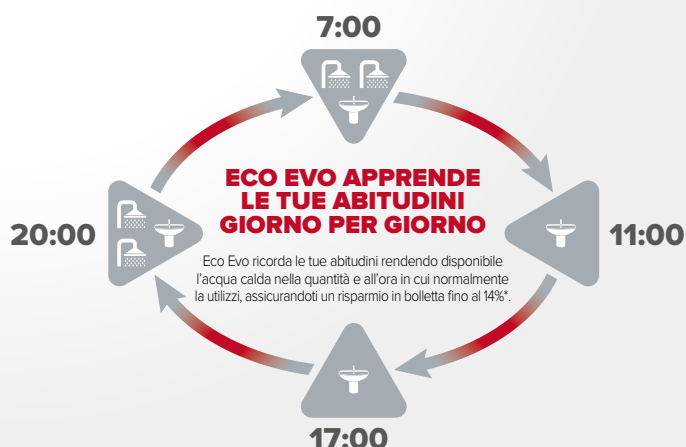 7:00
ECO EVO APPRENDE
LE TUE ABITUDINI
GIORNO PER GIORNO
20:00
11:00
Eco Evo ricorda le tue abitudini rendendo disponibile
l'acqua calda nella quantità e all'ora in cui normalmente
la utilizzi, assicurandoti un risparmio in bolletta fino al 14%*.
17:00